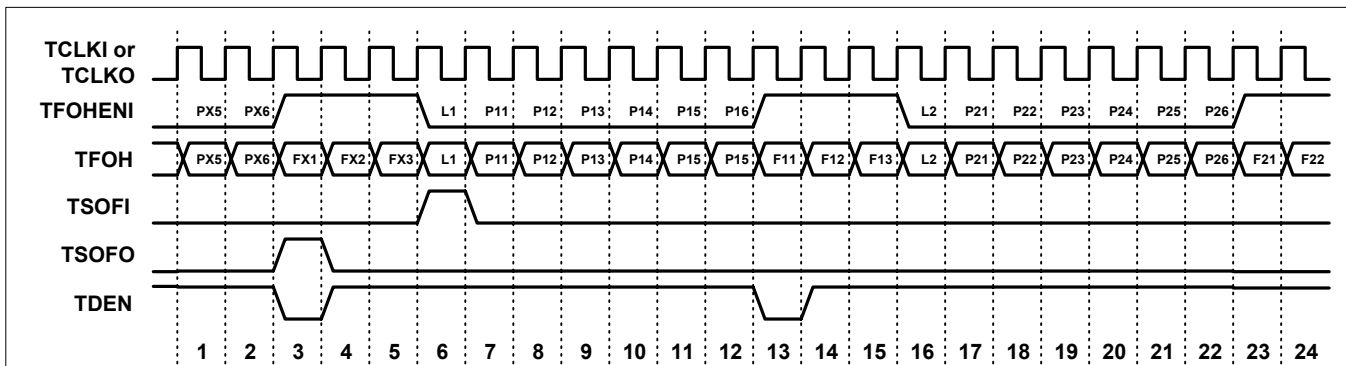 TCLKI or
TCLKO
TFOHENI PX5 PX6 L1 P11 P12 P13 P14 P15 P16 L2 P21 P22 P23 P24 P25 P26
TFOH PX5 PX6 FX1 FX2 FX3 L1 P11 P12 P13 P14 P15 P15 F11 F12 F13 L2 P21 P22 P23 P24 P25 P26 F21 F22
TSOFI
TSOFO
TDEN
1 2 3 4 5 6 7 8 9 10 11 12 13 14 15 16 17 18 19 20 21 22 23 24